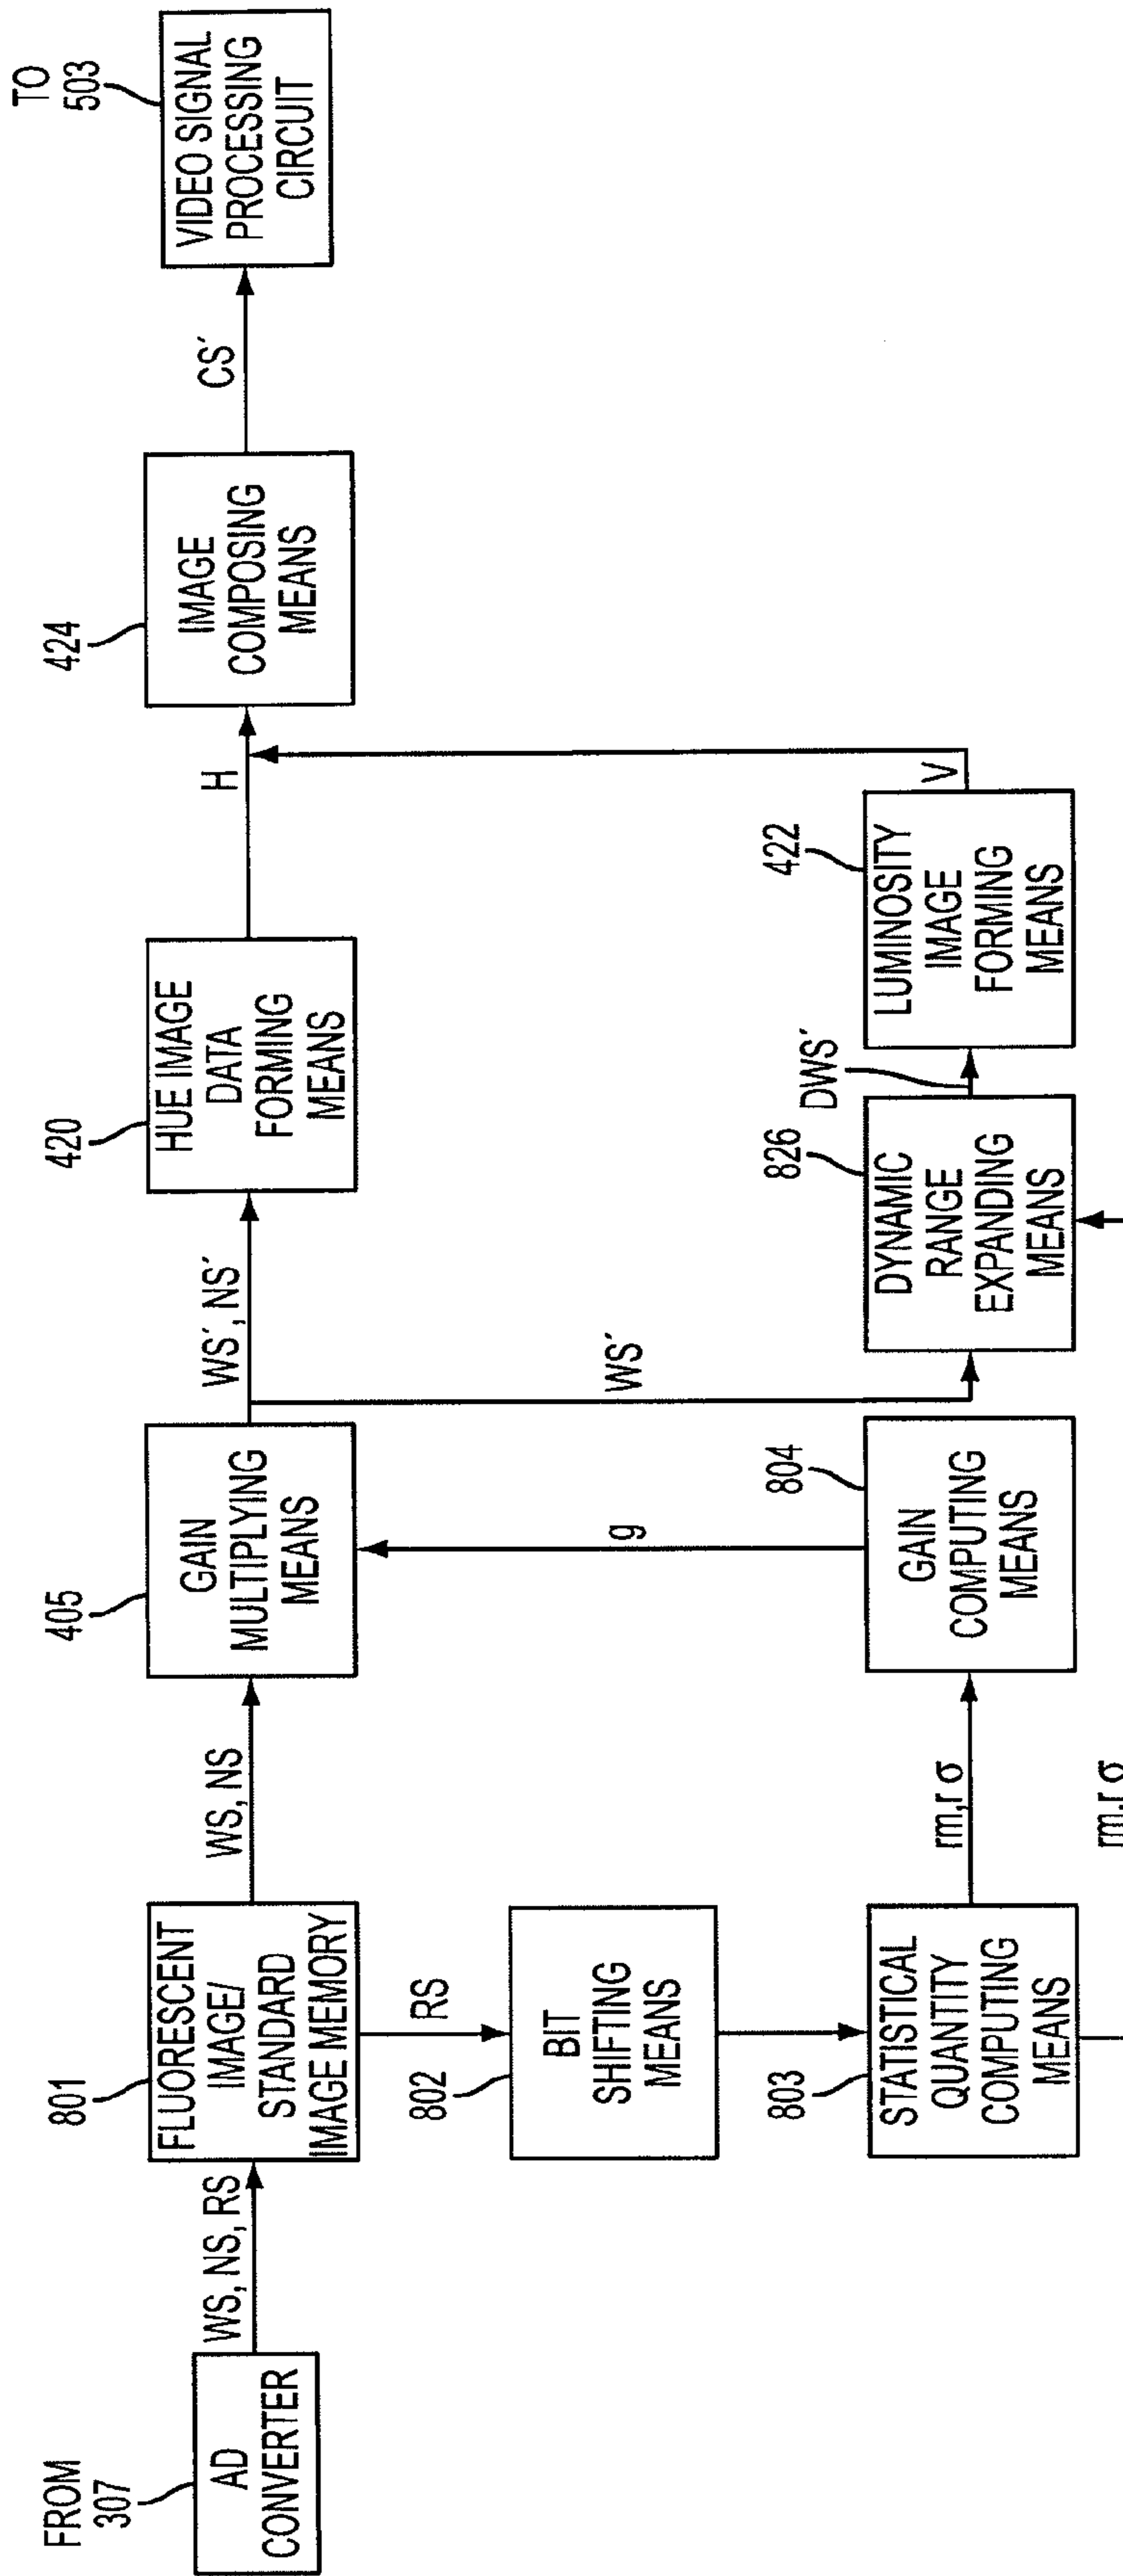 FROM
307
AD
CONVERTER
WS, NS, RS
801
FLUORESCENT
IMAGE/
STANDARD
IMAGE MEMORY
WS, NS
405
GAIN
MULTIPLYING
MEANS
WS´, NS´
420
HUE IMAGE
DATA
FORMING
MEANS
H
424
IMAGE
COMPOSING
MEANS
CS´
TO
503
VIDEO SIGNAL
PROCESSING
CIRCUIT
RS
802
BIT
SHIFTING
MEANS
g
WS´
803
STATISTICAL
QUANTITY
COMPUTING
MEANS
rm,r σ
804
GAIN
COMPUTING
MEANS
826
DYNAMIC
RANGE
EXPANDING
MEANS
DWS´
422
LUMINOSITY
IMAGE
FORMING
MEANS
V
rm,r σ